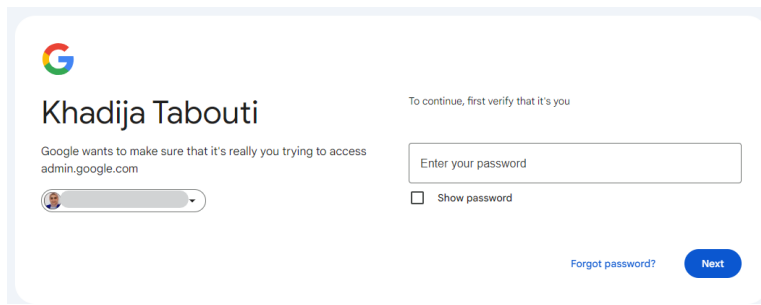 Khadija Tabouti
Google wants to make sure that it's really you trying to access
admin.google.com
To continue, first verify that it's you
Enter your password
Show password
Forgot password?
Next